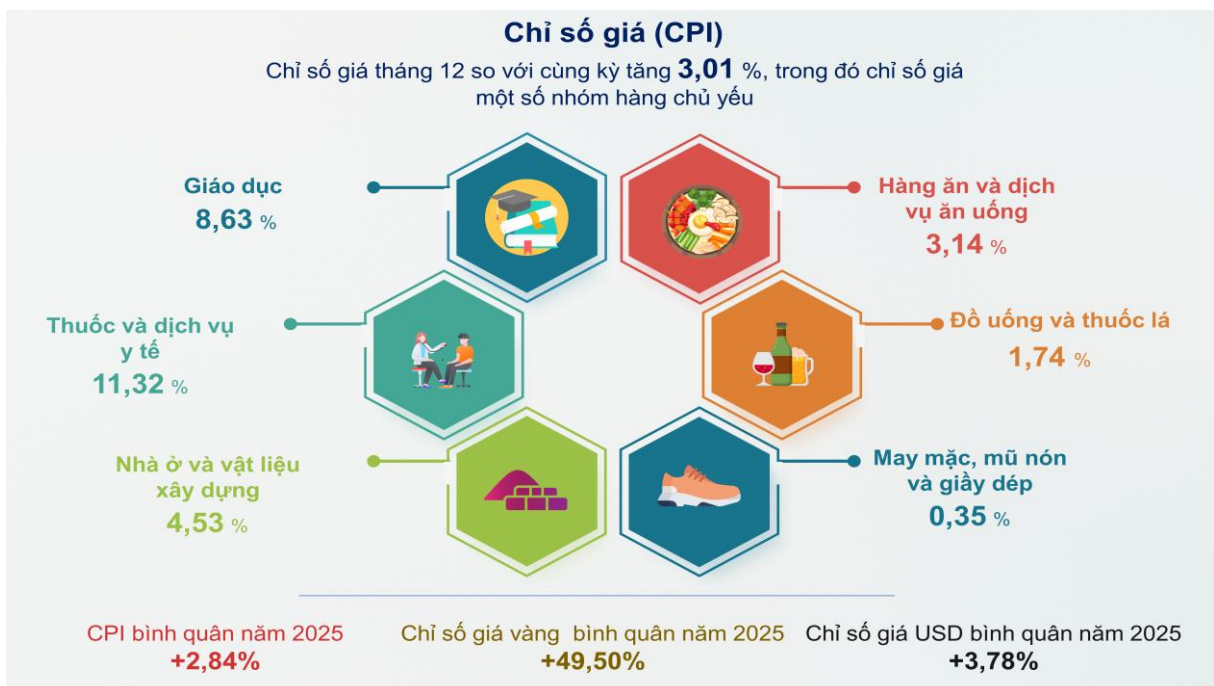 Chỉ số giá (CPI)
Chỉ số giá tháng 12 so với cùng kỳ tăng 3,01 %, trong đó chỉ số giá
một số nhóm hàng chủ yếu
Giáo dục
8,63 %
Hàng ăn và dịch
vụ ăn uống
3,14 %
Thuốc và dịch vụ
y tế
11,32 %
Đồ uống và thuốc lá
1,74 %
Nhà ở và vật liệu
xây dựng
4,53 %
May mặc, mũ nón
và giầy dép
0,35 %
CPI bình quân năm 2025
+2,84%
Chỉ số giá vàng bình quân năm 2025
+49,50%
Chỉ số giá USD bình quân năm 2025
+3,78%